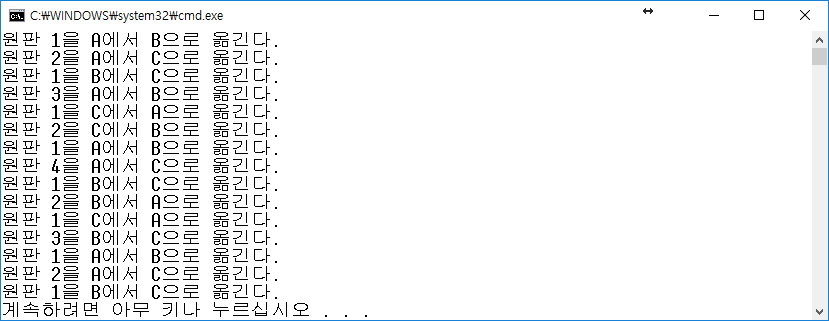 C:₩WINDOWS₩system32₩cmd.exe
원판 1을 A에서 B으로 옮긴다.
원판 2을 A에서 C으로 옮긴다.
원판 1을 B에서 C으로 옮긴다.
원판 3을 A에서 B으로 옮긴다.
원판 1을 C에서 A으로 옮긴다.
원판 2을 C에서 B으로 옮긴다.
원판 1을 A에서 B으로 옮긴다.
원판 4을 A에서 C으로 옮긴다.
원판 1을 B에서 C으로 옮긴다.
원판 2을 B에서 A으로 옮긴다.
원판 1을 C에서 A으로 옮긴다.
원판 3을 B에서 C으로 옮긴다.
원판 1을 A에서 B으로 옮긴다.
원판 2을 A에서 C으로 옮긴다.
원판 1을 B에서 C으로 옮긴다.
계속하려면 아무 키나 누르십시오 . . .